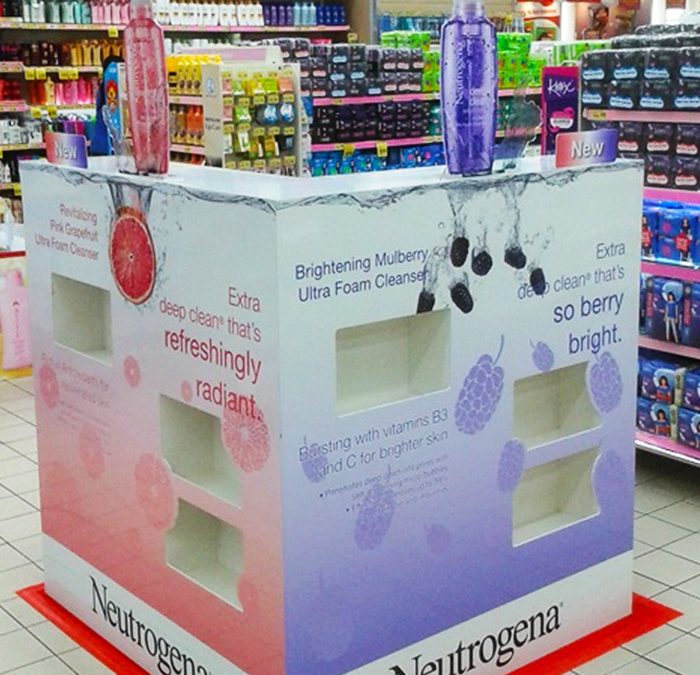 New
Revitalizing
Pink Grapefruit
Ultra Foam Cleanser
Extra
deep clean® that's
refreshingly
radiant.
Neutrogena
Neutrogena
New
Brightening Mulberry
Ultra Foam Cleanser
Extra
deep clean® that's
so berry
bright.
Bursting with vitamins B3
and C for brighter skin
Neutrogena®
Kotex